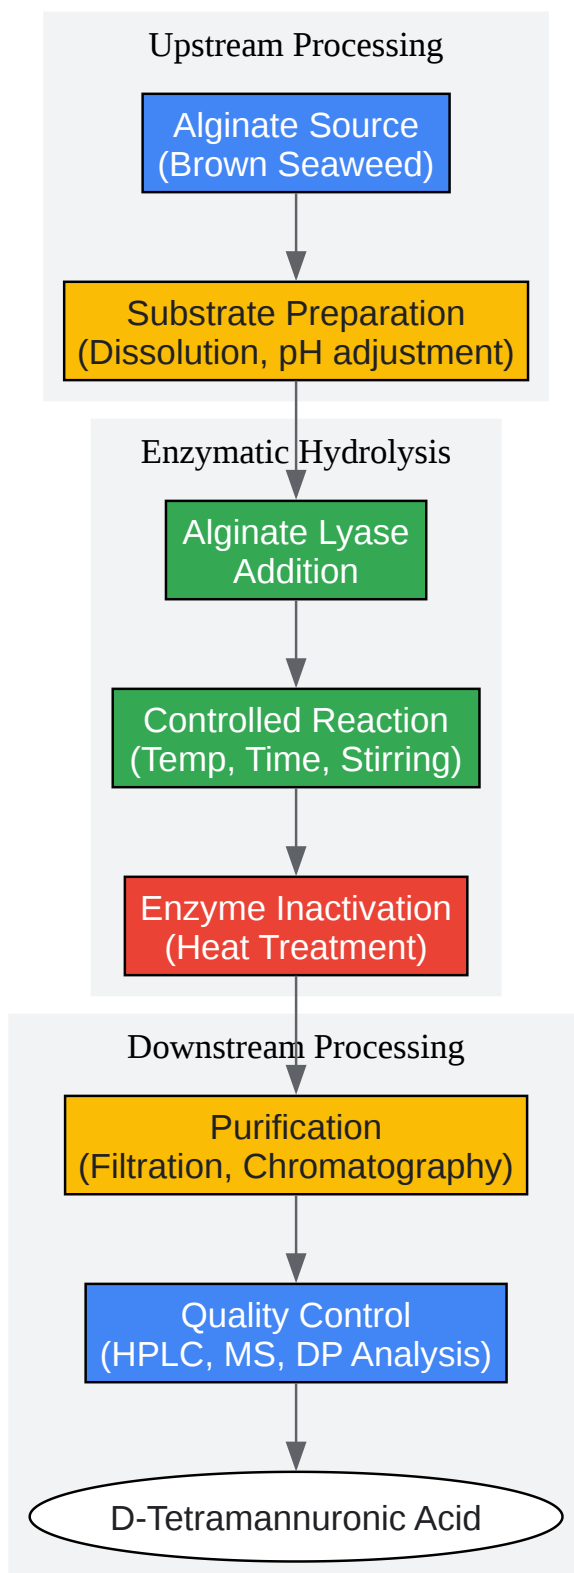 Upstream Processing
Alginate Source
(Brown Seaweed)
Substrate Preparation
(Dissolution, pH adjustment)
Enzymatic Hydrolysis
Alginate Lyase
Addition
Controlled Reaction
(Temp, Time, Stirring)
Enzyme Inactivation
(Heat Treatment)
Downstream Processing
Purification
(Filtration, Chromatography)
Quality Control
(HPLC, MS, DP Analysis)
D-Tetramannuronic Acid